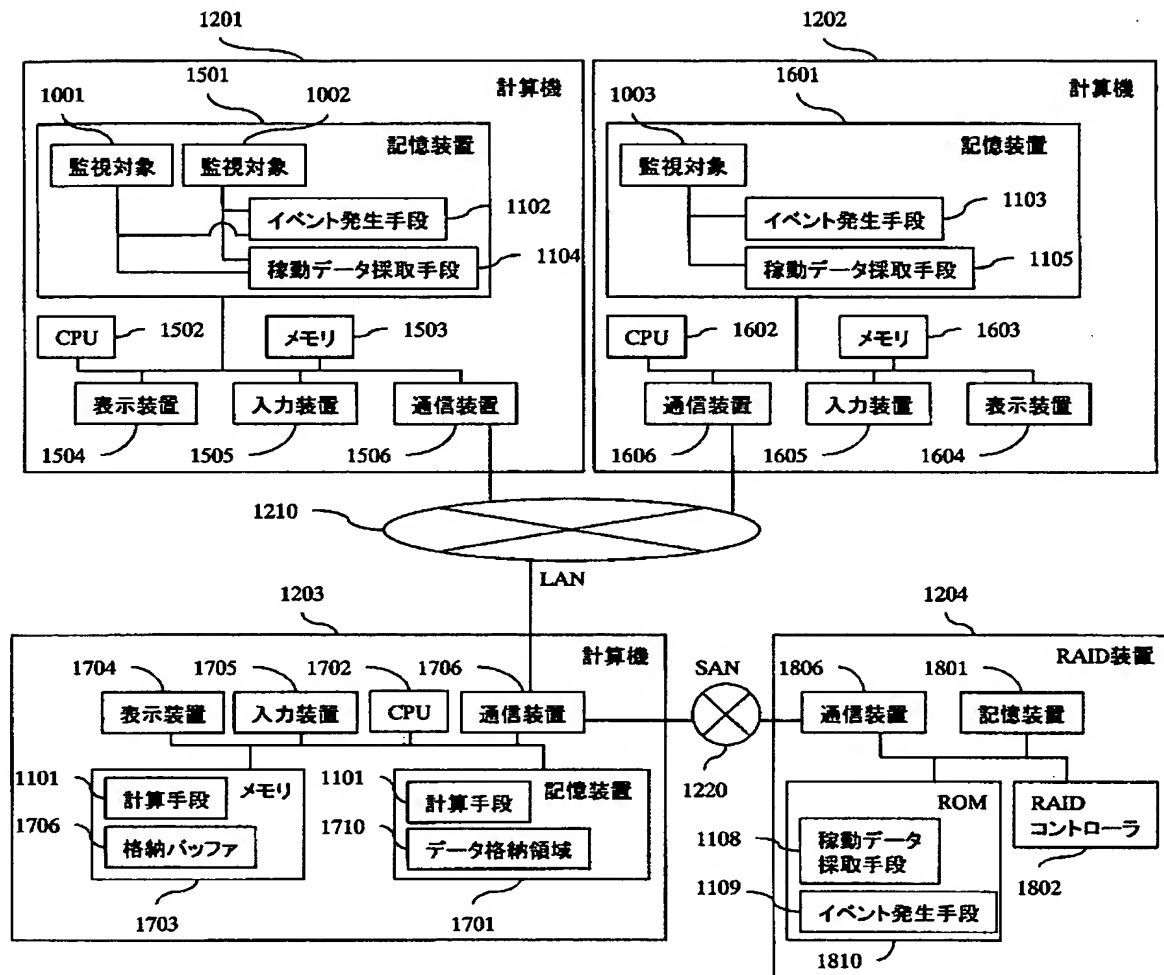 1201
1202
1501
計算機
1601
計算機
1001
1002
1003
記憶装置
記憶装置
監視対象
監視対象
監視対象
イベント発生手段
1102
イベント発生手段
1103
稼動データ採取手段
1104
稼動データ採取手段
1105
CPU
1502
メモリ
1503
CPU
1602
メモリ
1603
表示装置
入力装置
通信装置
通信装置
入力装置
表示装置
1504
1505
1506
1606
1605
1604
1210
LAN
1203
1204
計算機
RAID装置
1704
1705
1702
1706
SAN
1806
1801
表示装置
入力装置
CPU
通信装置
通信装置
記憶装置
1220
1101
計算手段
メモリ
1101
計算手段
記憶装置
ROM
RAID
コントローラ
1706
格納バッファ
1710
データ格納領域
1108
稼動データ
採取手段
1802
1109
イベント発生手段
1703
1701
1810